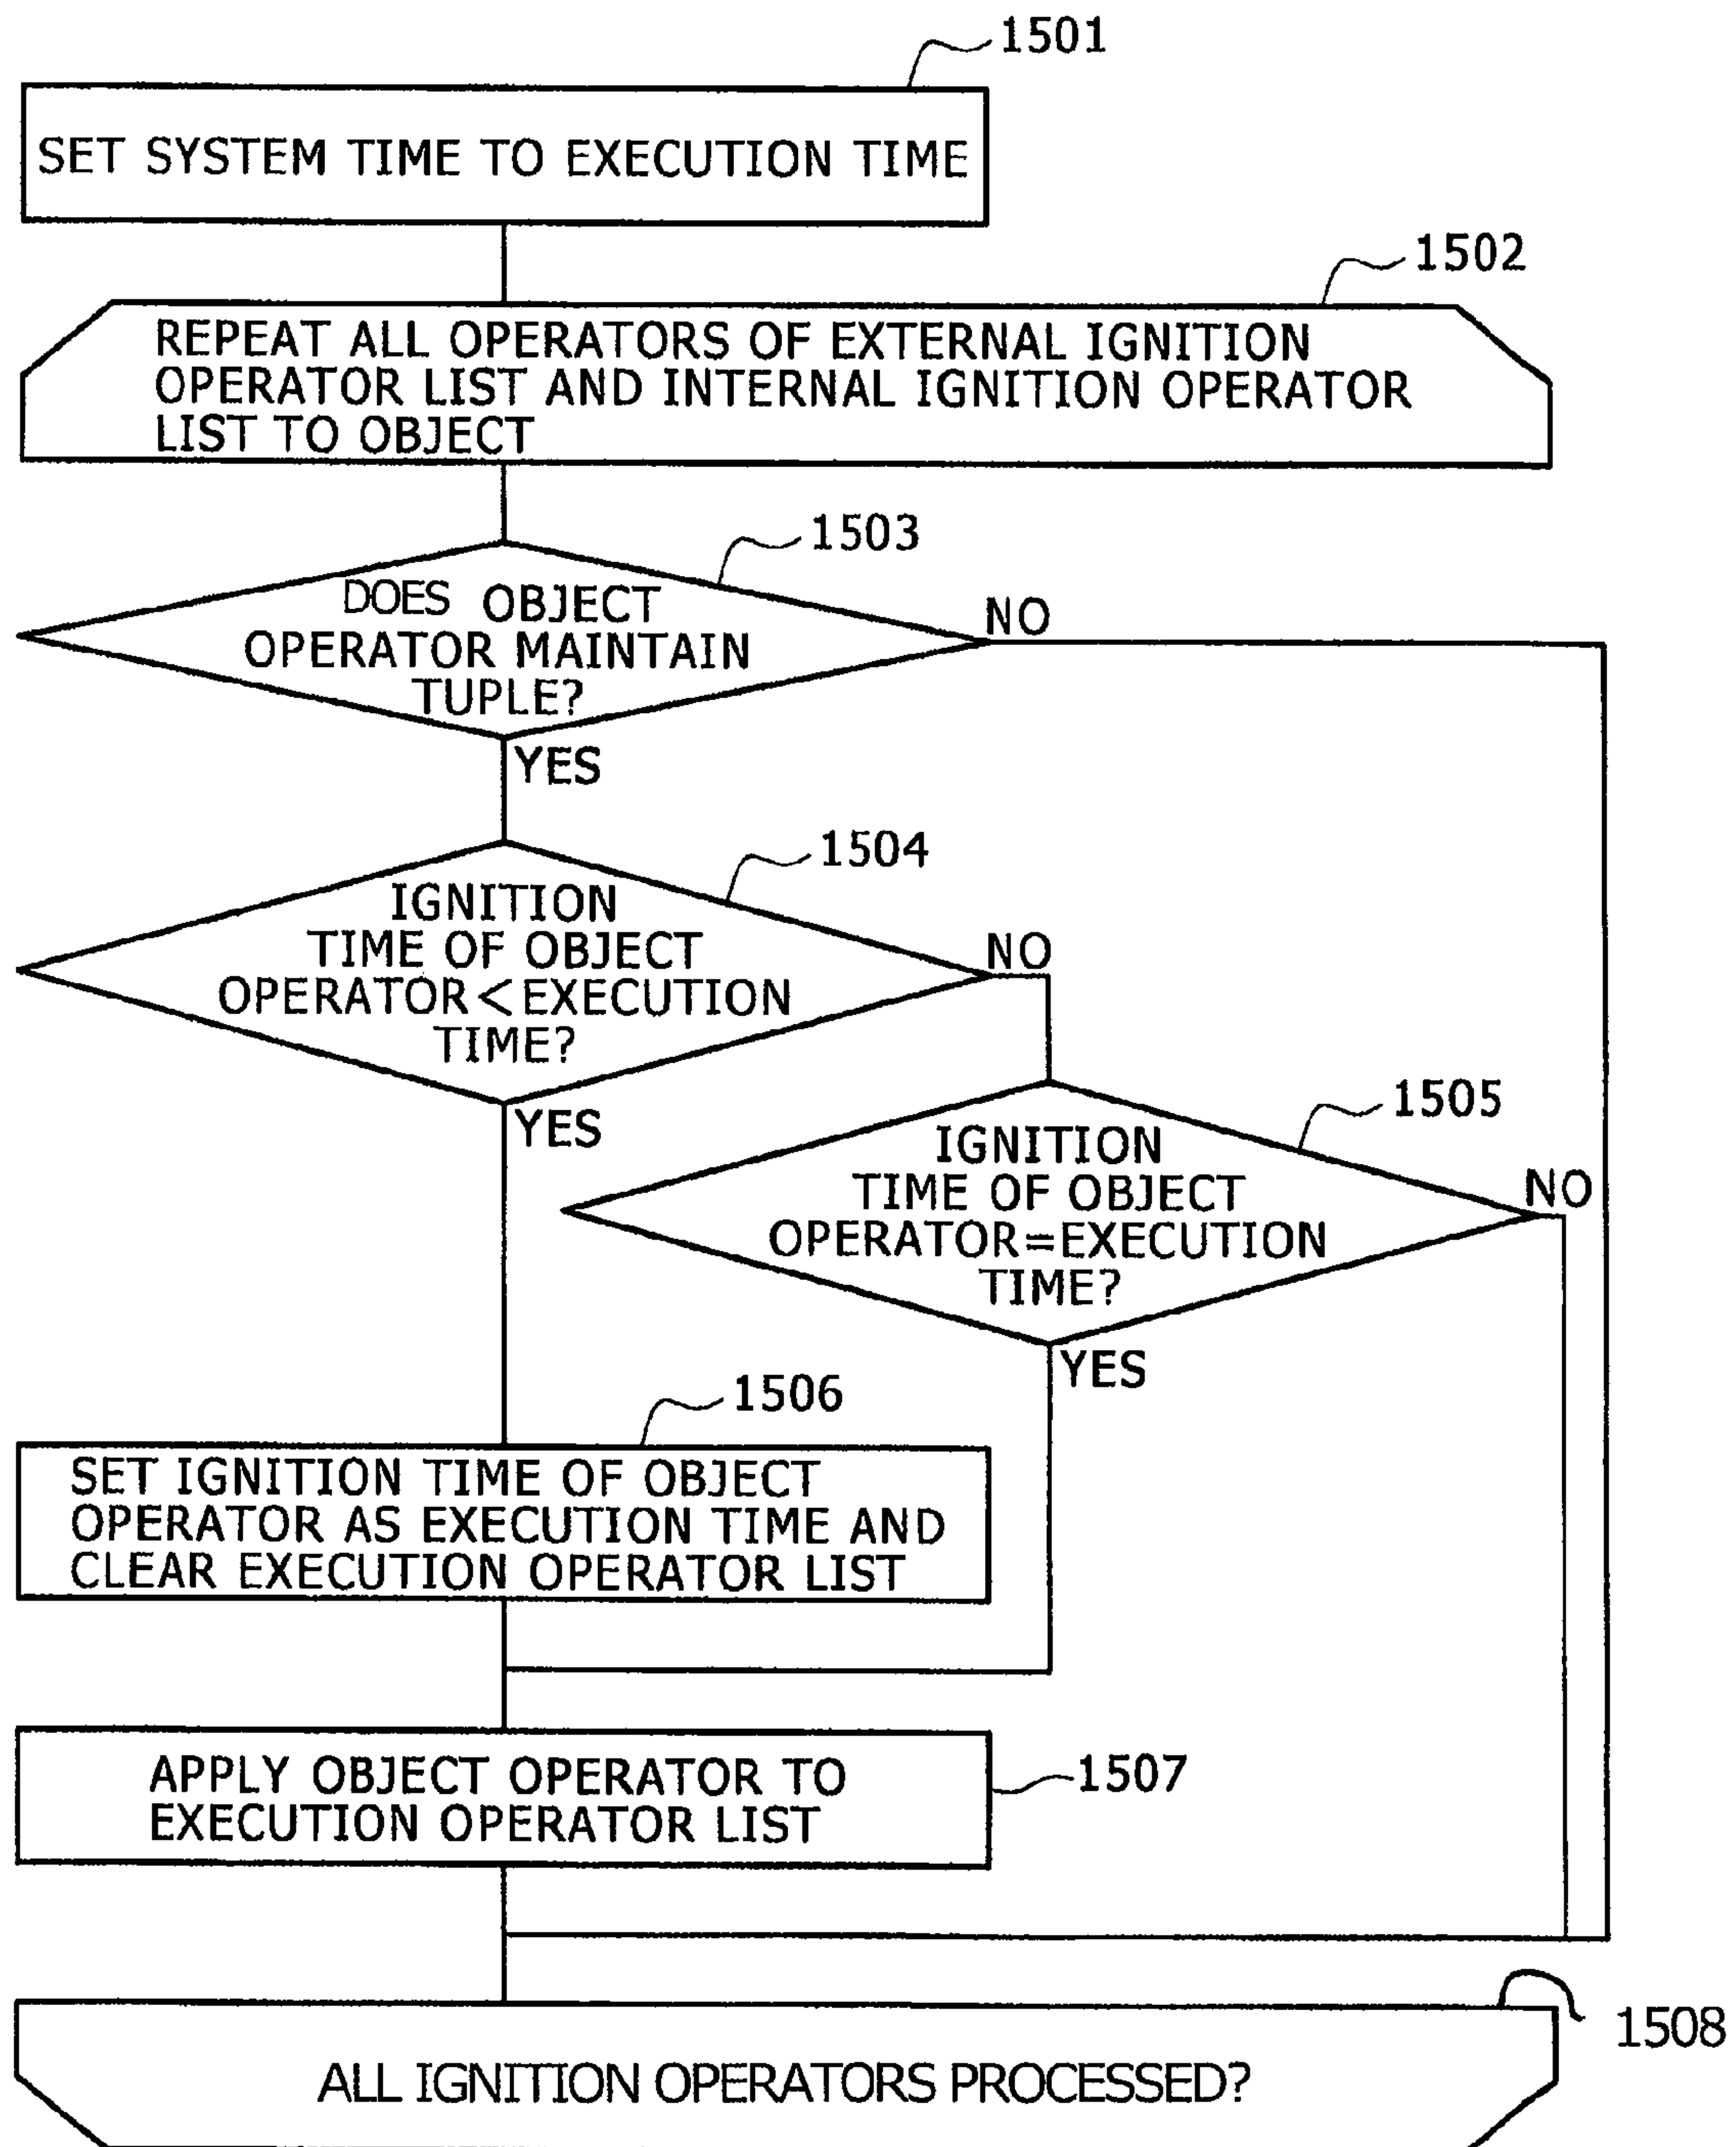 1501
SET SYSTEM TIME TO EXECUTION TIME
1502
REPEAT ALL OPERATORS OF EXTERNAL IGNITION
OPERATOR LIST AND INTERNAL IGNITION OPERATOR
LIST TO OBJECT
1503
DOES OBJECT
OPERATOR MAINTAIN
TUPLE?
NO
YES
1504
IGNITION
TIME OF OBJECT
OPERATOR<EXECUTION
TIME?
NO
YES
1505
IGNITION
TIME OF OBJECT
OPERATOR=EXECUTION
TIME?
NO
YES
1506
SET IGNITION TIME OF OBJECT
OPERATOR AS EXECUTION TIME AND
CLEAR EXECUTION OPERATOR LIST
1507
APPLY OBJECT OPERATOR TO
EXECUTION OPERATOR LIST
1508
ALL IGNITION OPERATORS PROCESSED?